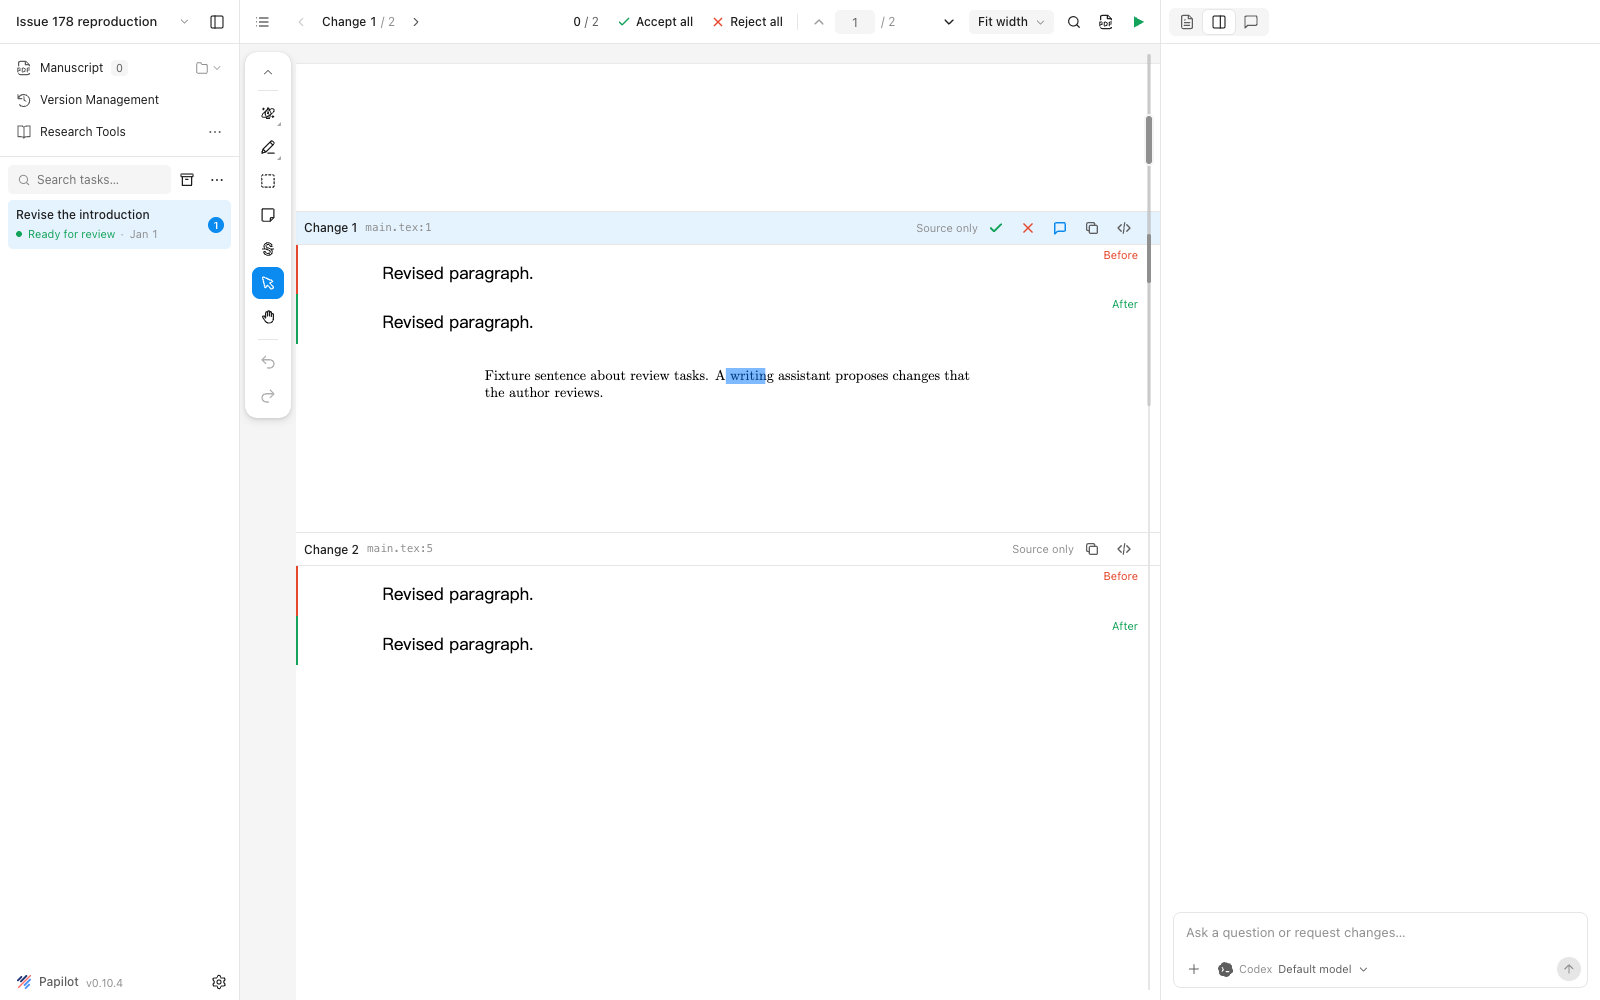 Issue 178 reproduction
Manuscript 0
Version Management
Research Tools
Search tasks...
Revise the introduction
Ready for review · Jan 1
1
Papilot v0.10.4
Change 1 / 2
0 / 2
Accept all
Reject all
1 / 2
Fit width
PDF
Change 1 main.tex:1
Source only
Before
Revised paragraph.
After
Revised paragraph.
Fixture sentence about review tasks. A writing assistant proposes changes that
the author reviews.
Change 2 main.tex:5
Source only
Before
Revised paragraph.
After
Revised paragraph.
Ask a question or request changes...
Codex Default model